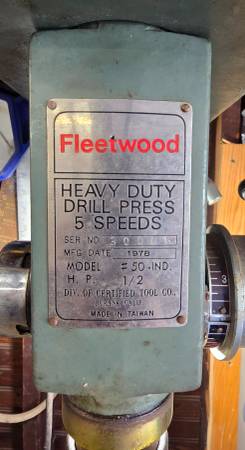 Fleetwood
HEAVY DUTY
DRILL PRESS
5 SPEEDS
SER NO
MFG DATE 1978
MODEL #50-IND.
H. P. 1/2
DIV. OF CERTIFIED TOOL CO.,
MADE IN TAIWAN
3